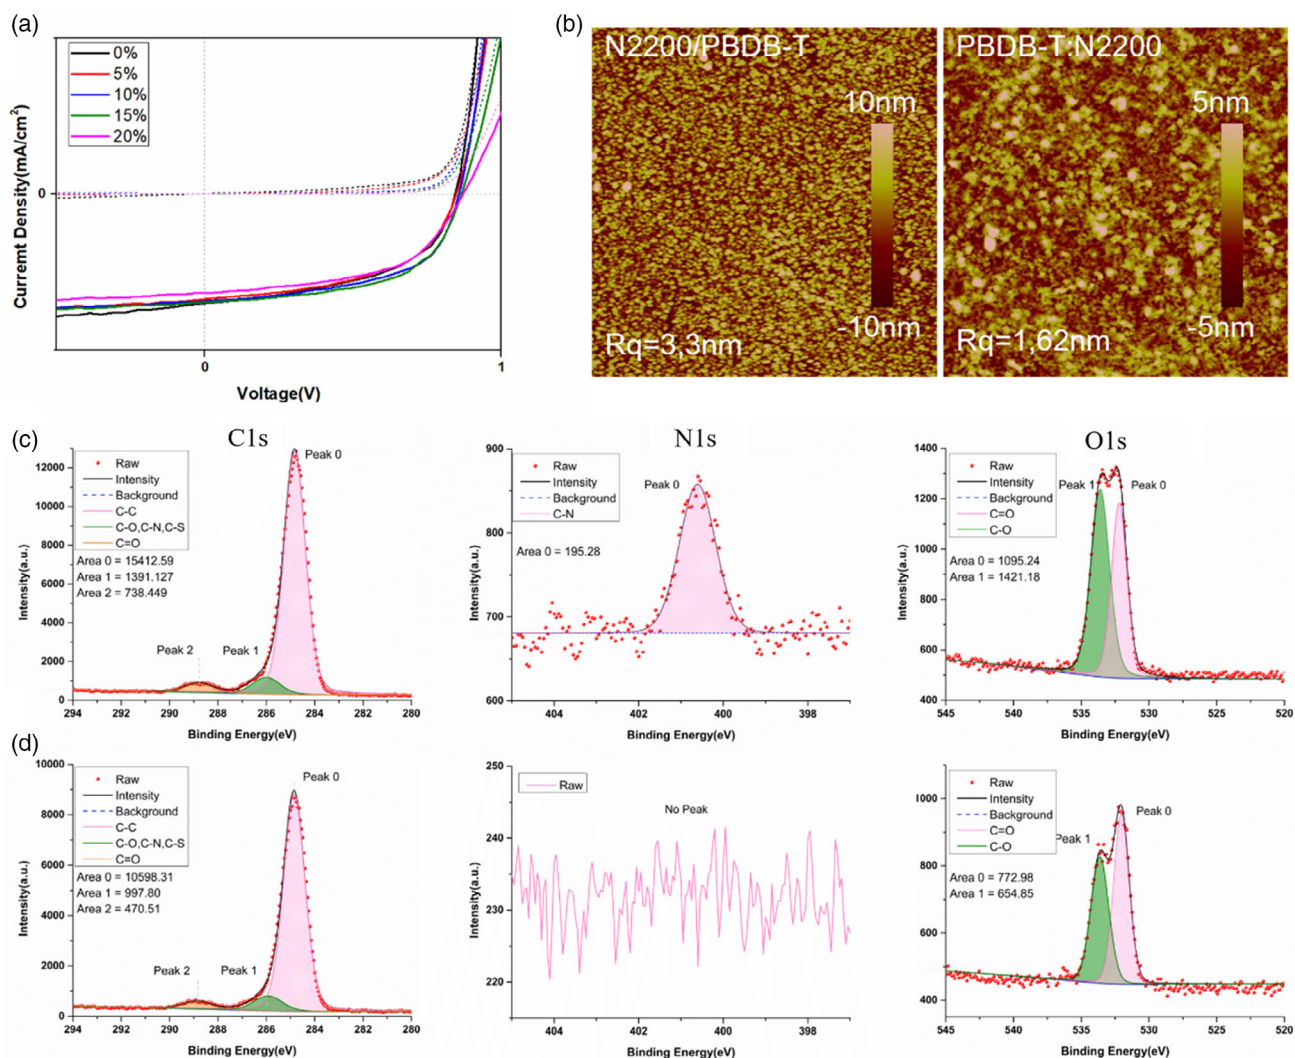 (a)
0%
5%
10%
15%
20%
Current Density(mA/cm²)
0
0
1
Voltage(V)
(b)
N2200/PBDB-T
10nm
-10nm
Rq=3,3nm
PBDB-T:N2200
5nm
-5nm
Rq=1,62nm
(c)
C1s
Peak 0
Raw
Intensity
Background
C-C
C-O,C-N,C-S
C=O
Area 0 = 15412.59
Area 1 = 1391.127
Area 2 = 738.449
Peak 2
Peak 1
Intensity(a.u.)
12000
10000
8000
6000
4000
2000
0
294 292 290 288 286 284 282 280
Binding Energy(eV)
N1s
Raw
Intensity
Background
C-N
Peak 0
Area 0 = 195.28
Intensity(a.u.)
900
800
700
600
404 402 400 398
Binding Energy(eV)
O1s
Raw
Intensity
Background
C=O
C-O
Peak 1
Peak 0
Area 0 = 1095.24
Area 1 = 1421.18
Intensity(a.u.)
1400
1200
1000
800
600
400
545 540 535 530 525 520
Binding Energy(eV)
(d)
Peak 0
Raw
Intensity
Background
C-C
C-O,C-N,C-S
C=O
Area 0 = 10598.31
Area 1 = 997.80
Area 2 = 470.51
Peak 2
Peak 1
Intensity(a.u.)
10000
8000
6000
4000
2000
0
294 292 290 288 286 284 282 280
Binding Energy(eV)
Raw
No Peak
Intensity(a.u.)
250
240
230
220
404 402 400 398
Binding Energy(eV)
Raw
Intensity
Background
C=O
C-O
Peak 0
Peak 1
Area 0 = 772.98
Area 1 = 654.85
Intensity(a.u.)
1000
800
600
400
545 540 535 530 525 520
Binding Energy(eV)